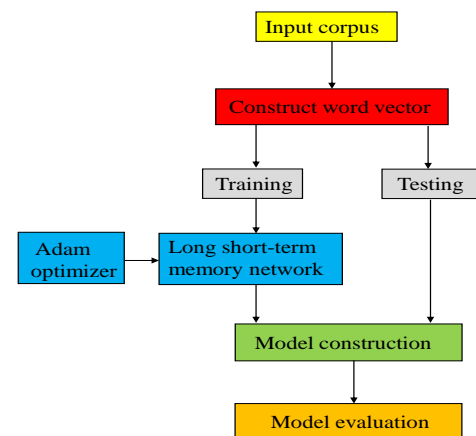 Input corpus
Construct word vector
Training
Testing
Adam
optimizer
Long short-term
memory network
Model construction
Model evaluation